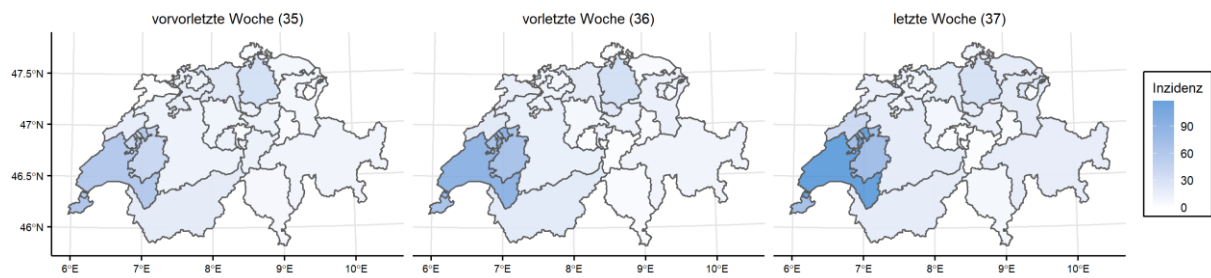 vorvorletzte Woche (35)
vorletzte Woche (36)
letzte Woche (37)
47.5°N
47°N
46.5°N
46°N
6°E 7°E 8°E 9°E 10°E
6°E 7°E 8°E 9°E 10°E
6°E 7°E 8°E 9°E 10°E
Inzidenz
90
60
30
0